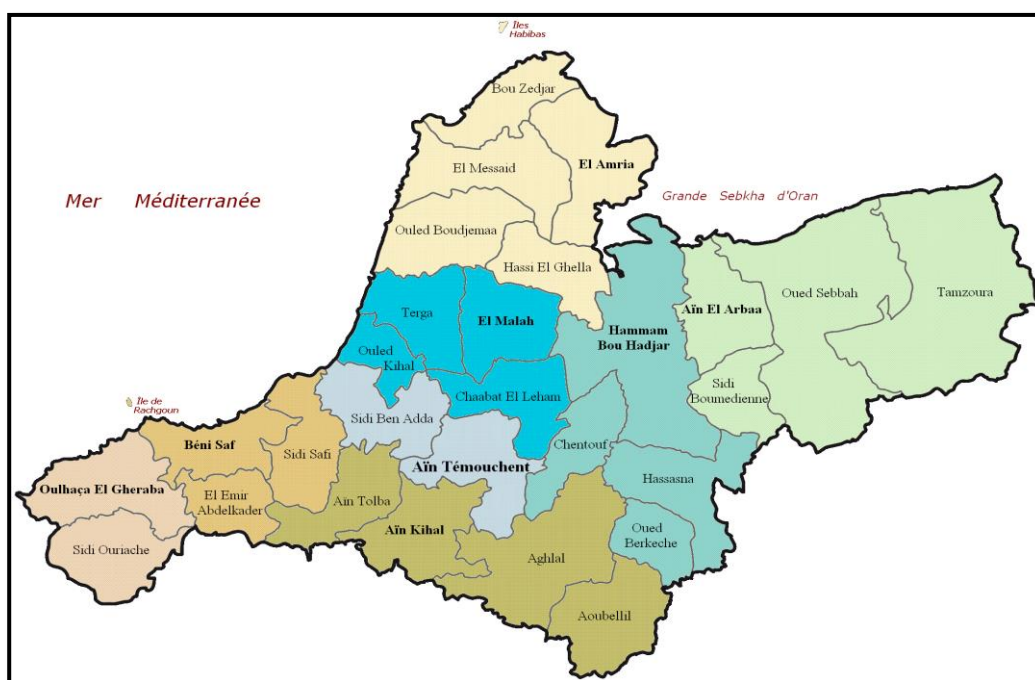 Îles
Habibas
Bou Zedjar
El Messaid
El Amria
Mer Méditerranée
Grande Sebkha d'Oran
Ouled Boudjemaa
Hassi El Ghella
Oued Sebbah
Tamzoura
Terga
El Malah
Aïn El Arbaa
Hammam
Bou Hadjar
Ouled
Kihal
Chaabat El Leham
Sidi
Boumedienne
Ile de
Rachgoun
Sidi Ben Adda
Béni Saf
Sidi Safi
Chentouf
Aïn Témouchent
Hassasna
Oulhaça El Gheraba
El Emir
Abdelkader
Ain Tolba
Aïn Kihal
Oued
Berkeche
Sidi Ouriache
Aghlal
Aoubellil